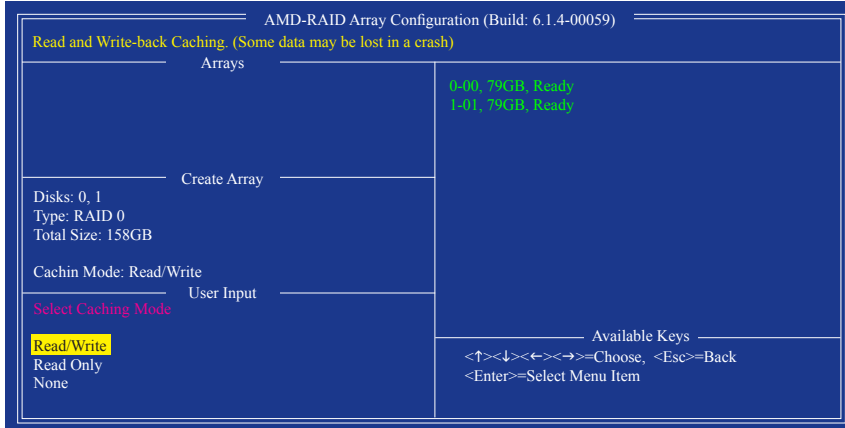 AMD-RAID Array Configuration (Build: 6.1.4-00059)
Read and Write-back Caching. (Some data may be lost in a crash)
Arrays
0-00, 79GB, Ready
1-01, 79GB, Ready
Create Array
Disks: 0, 1
Type: RAID 0
Total Size: 158GB
Cachin Mode: Read/Write
User Input
Select Caching Mode
Read/Write
Read Only
None
Available Keys
<↑><↓><←><→>=Choose, <Esc>=Back
<Enter>=Select Menu Item